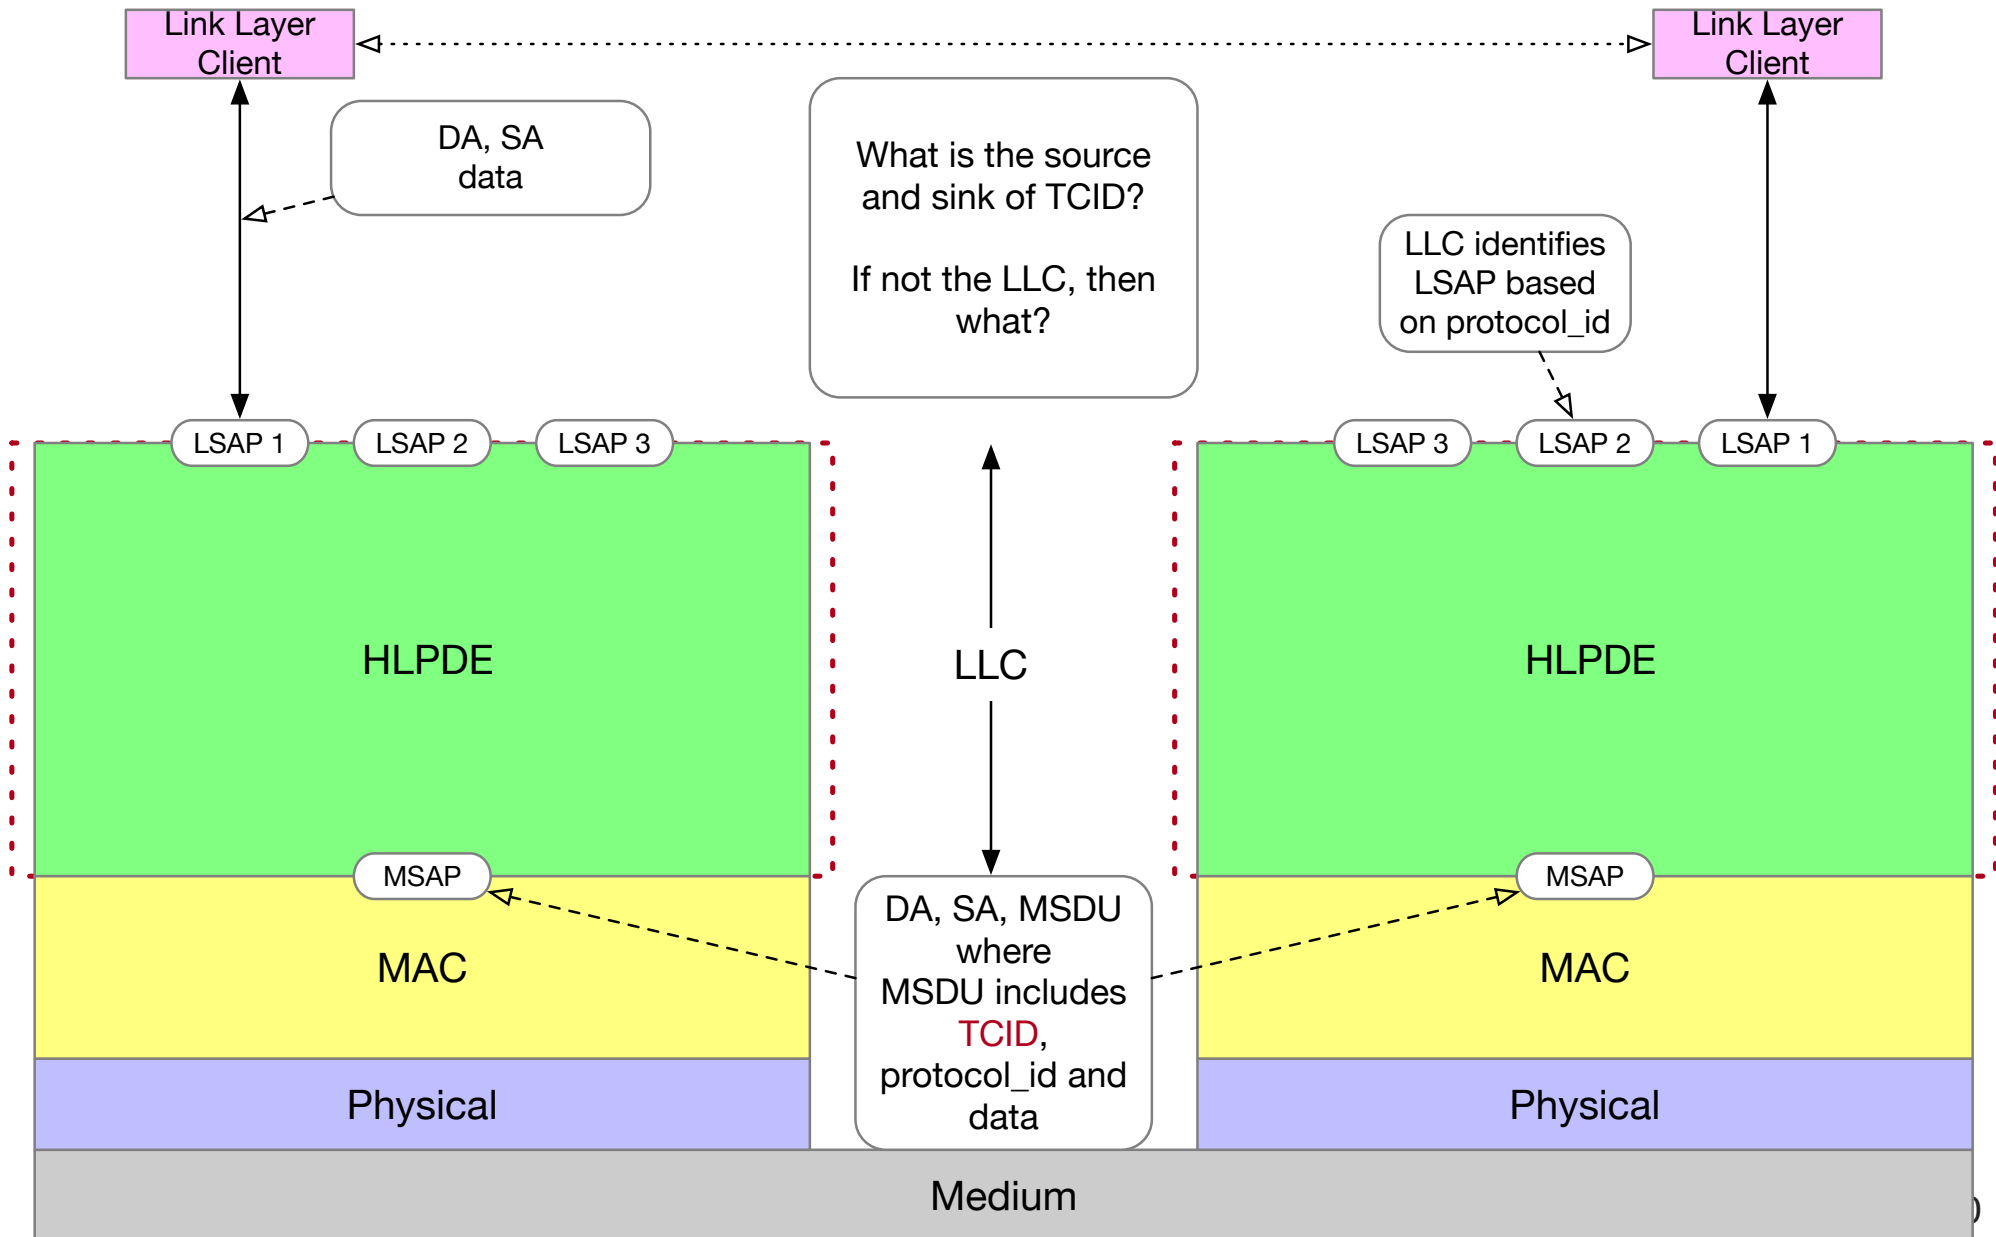 Link Layer
Client
Link Layer
Client
DA, SA
data
What is the source
and sink of TCID?
If not the LLC, then
what?
LLC identifies
LSAP based
on protocol_id
LSAP 1
LSAP 2
LSAP 3
LSAP 3
LSAP 2
LSAP 1
HLPDE
LLC
HLPDE
MSAP
MSAP
DA, SA, MSDU
where
MSDU includes
TCID,
protocol_id and
data
MAC
MAC
Physical
Physical
Medium